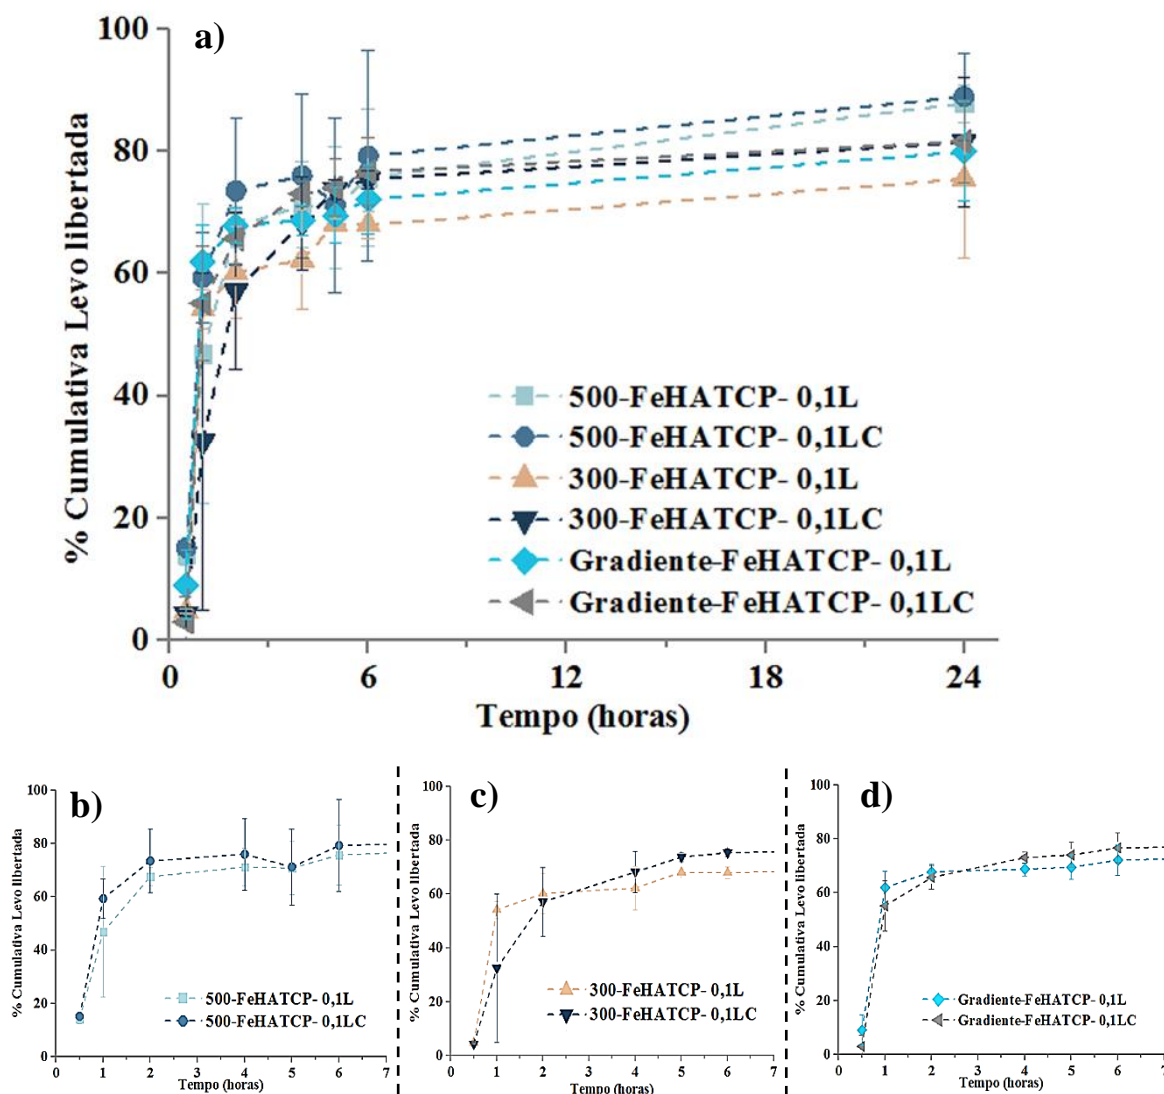 a)
% Cumulativa Levo libertada
100
80
60
40
20
0
500-FeHATCP- 0,1L
500-FeHATCP- 0,1LC
300-FeHATCP- 0,1L
300-FeHATCP- 0,1LC
Gradiente-FeHATCP- 0,1L
Gradiente-FeHATCP- 0,1LC
0 6 12 18 24
Tempo (horas)
b)
% Cumulativa Levo libertada
100
80
60
40
20
0
500-FeHATCP- 0,1L
500-FeHATCP- 0,1LC
0 1 2 3 4 5 6 7
Tempo (horas)
c)
% Cumulativa Levo libertada
100
80
60
40
20
0
300-FeHATCP- 0,1L
300-FeHATCP- 0,1LC
0 1 2 3 4 5 6 7
Tempo (horas)
d)
% Cumulativa Levo libertada
100
80
60
40
20
0
Gradiente-FeHATCP- 0,1L
Gradiente-FeHATCP- 0,1LC
0 1 2 3 4 5 6 7
Tempo (horas)